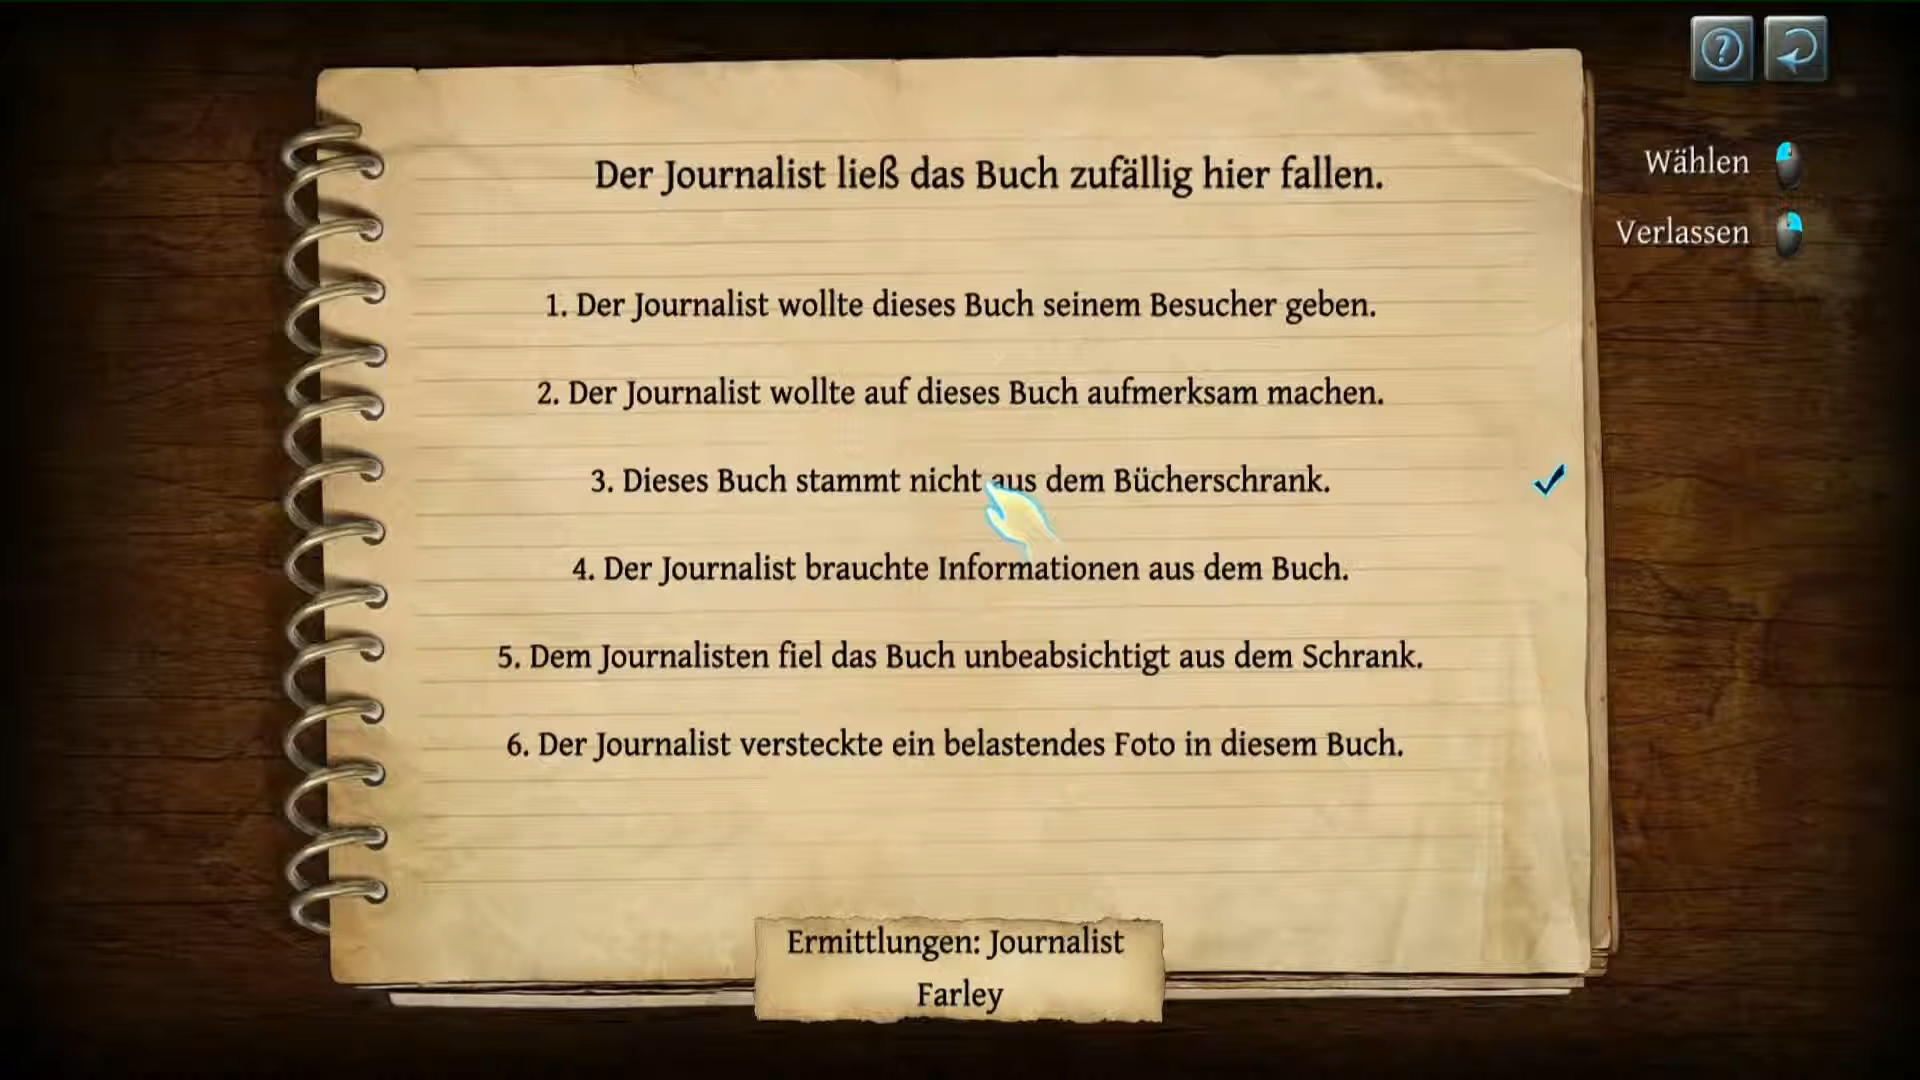 Der Journalist ließ das Buch zufällig hier fallen.
Wählen
Verlassen
1. Der Journalist wollte dieses Buch seinem Besucher geben.
2. Der Journalist wollte auf dieses Buch aufmerksam machen.
3. Dieses Buch stammt nicht aus dem Bücherschrank.
4. Der Journalist brauchte Informationen aus dem Buch.
5. Dem Journalisten fiel das Buch unbeabsichtigt aus dem Schrank.
6. Der Journalist versteckte ein belastendes Foto in diesem Buch.
Ermittlungen: Journalist
Farley